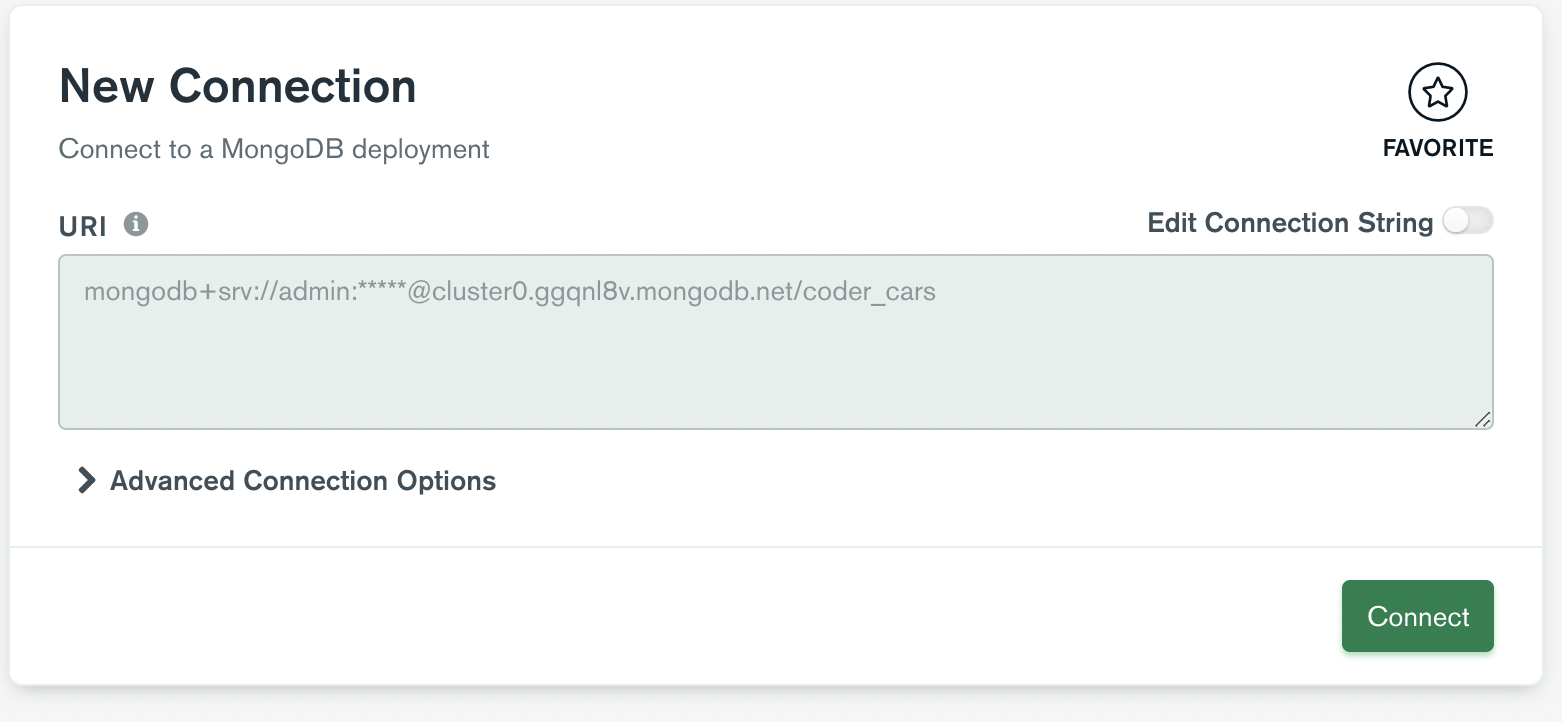 New Connection
Connect to a MongoDB deployment
FAVORITE
URI
Edit Connection String
mongodb+srv://admin:*****@cluster0.ggqnl8v.mongodb.net/coder_cars
Advanced Connection Options
Connect